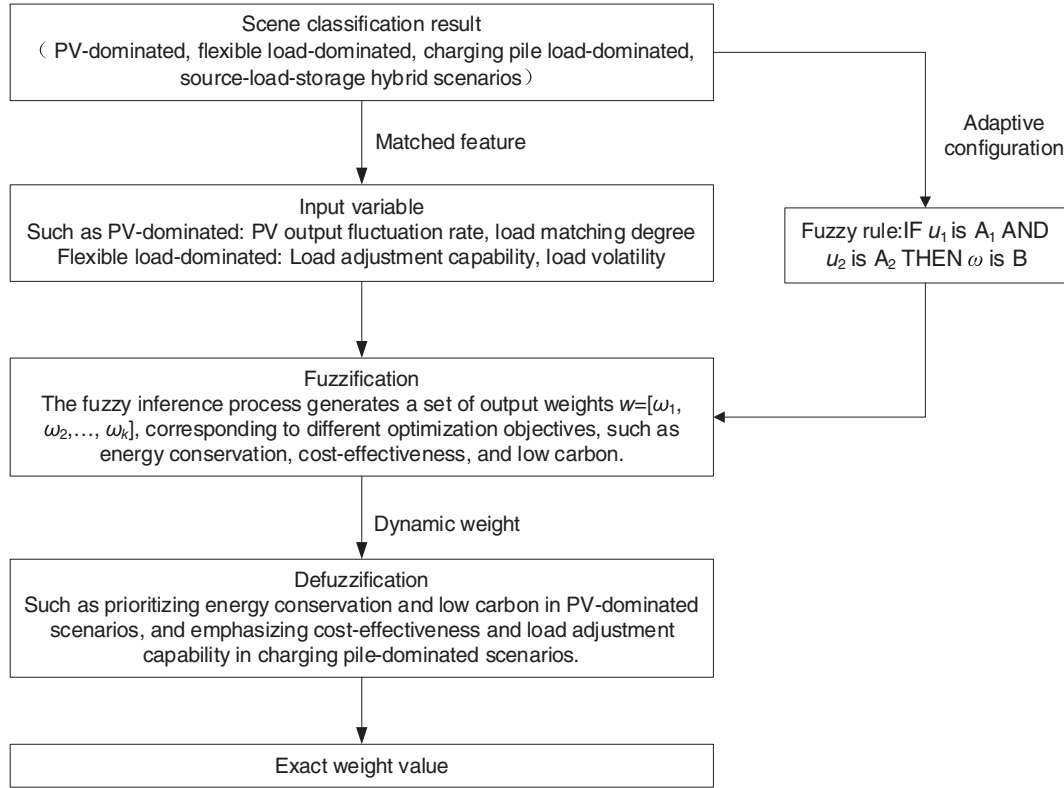 Scene classification result
（ PV-dominated, flexible load-dominated, charging pile load-dominated,
source-load-storage hybrid scenarios）
Matched feature
Adaptive
configuration
Input variable
Such as PV-dominated: PV output fluctuation rate, load matching degree
Flexible load-dominated: Load adjustment capability, load volatility
Fuzzy rule:IF u₁ is A₁ AND
u₂ is A₂ THEN ω is B
Fuzzification
The fuzzy inference process generates a set of output weights w=[ω₁,
ω₂,…, ωₖ], corresponding to different optimization objectives, such as
energy conservation, cost-effectiveness, and low carbon.
Dynamic weight
Defuzzification
Such as prioritizing energy conservation and low carbon in PV-dominated
scenarios, and emphasizing cost-effectiveness and load adjustment
capability in charging pile-dominated scenarios.
Exact weight value